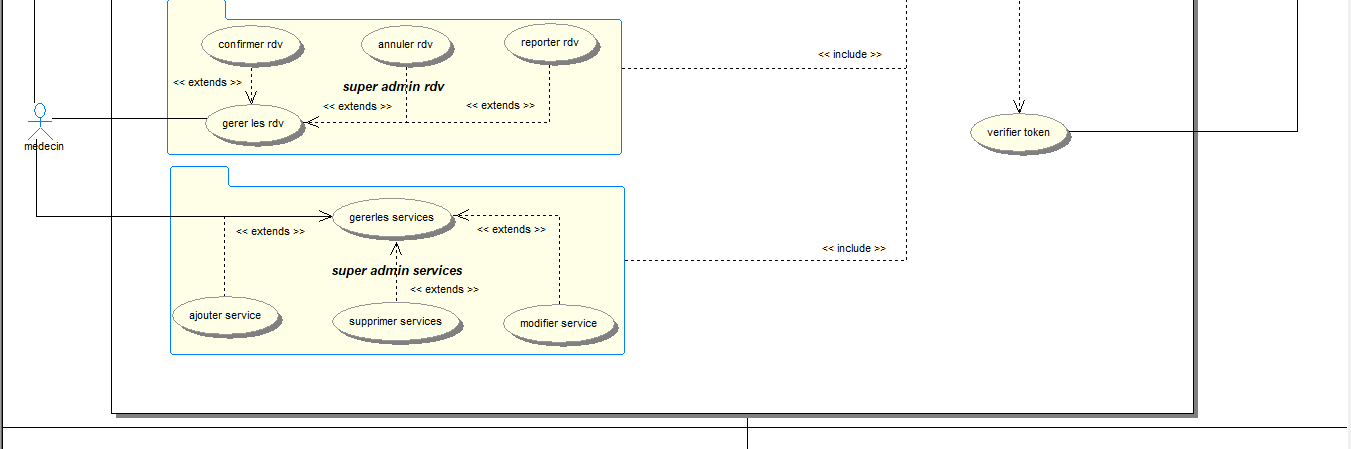 confirmer rdv
annuler rdv
reporter rdv
<< include >>
<< extends >>
super admin rdv
<< extends >>
<< extends >>
gerer les rdv
verifier token
médecin
gererles services
<< extends >>
<< extends >>
<< include >>
super admin services
<< extends >>
ajouter service
supprimer services
modifier service